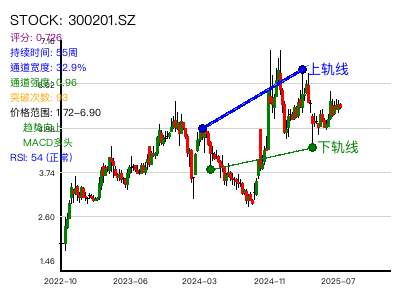 STOCK: 300201.SZ
评分: 0.726
持续时间: 55周
通道宽度: 32.9%
上轨线
通道强度: 0.96
突破次数: 93
价格范围: 1.72–6.90
趋势向上
MACD多头
下轨线
RSI: 54 (正常)
3.74
2.60
1.46
2022–10
2023–06
2024–03
2024–11
2025–07